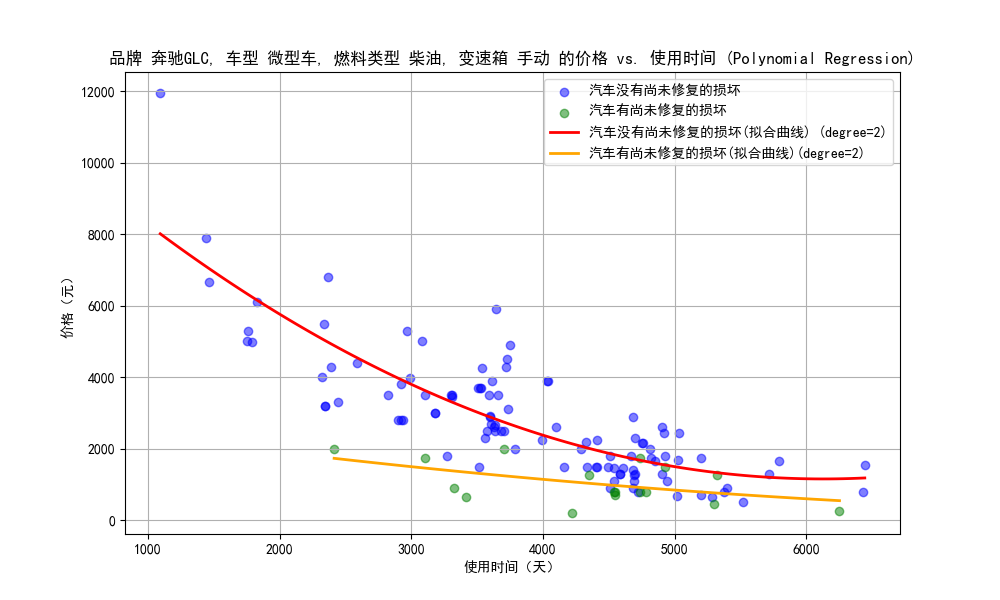 品牌 奔驰GLC, 车型 微型车, 燃料类型 柴油, 变速箱 手动 的价格 vs. 使用时间 (Polynomial Regression)
汽车没有尚未修复的损坏
汽车有尚未修复的损坏
汽车没有尚未修复的损坏(拟合曲线) (degree=2)
汽车有尚未修复的损坏(拟合曲线)(degree=2)
价格（元）
12000
10000
8000
6000
4000
2000
0
1000 2000 3000 4000 5000 6000
使用时间（天）